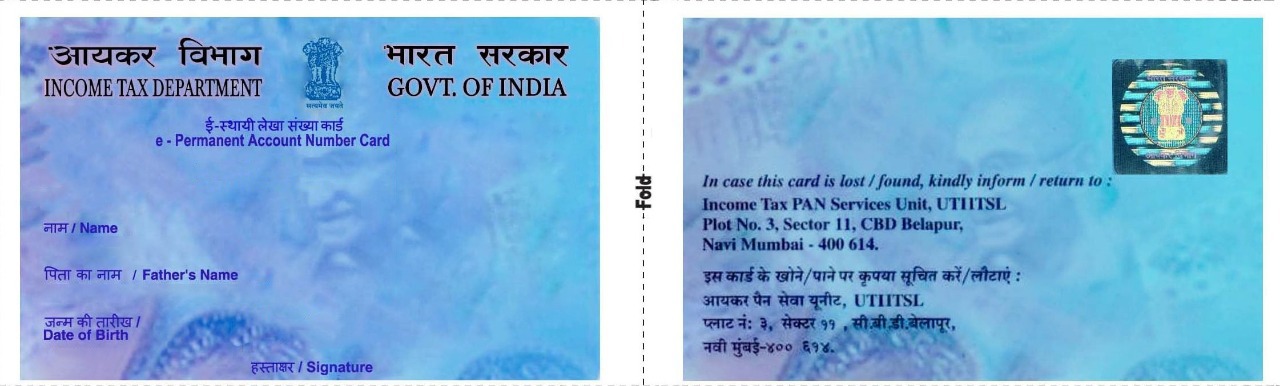 आयकर विभाग
INCOME TAX DEPARTMENT
सत्यमेव जयते
भारत सरकार
GOVT. OF INDIA
ई-स्थायी लेखा संख्या कार्ड
e - Permanent Account Number Card
नाम / Name
पिता का नाम / Father's Name
जन्म की तारीख /
Date of Birth
हस्ताक्षर / Signature
Fold
In case this card is lost / found, kindly inform / return to :
Income Tax PAN Services Unit, UTIITSL
Plot No. 3, Sector 11, CBD Belapur,
Navi Mumbai - 400 614.
इस कार्ड के खोने/पाने पर कृपया सूचित करें/लौटाएं :
आयकर पैन सेवा यूनीट, UTIITSL
प्लाट नं: ३, सेक्टर ११ , सी.बी.डी.बेलापूर,
नवी मुंबई-४०० ६१४.